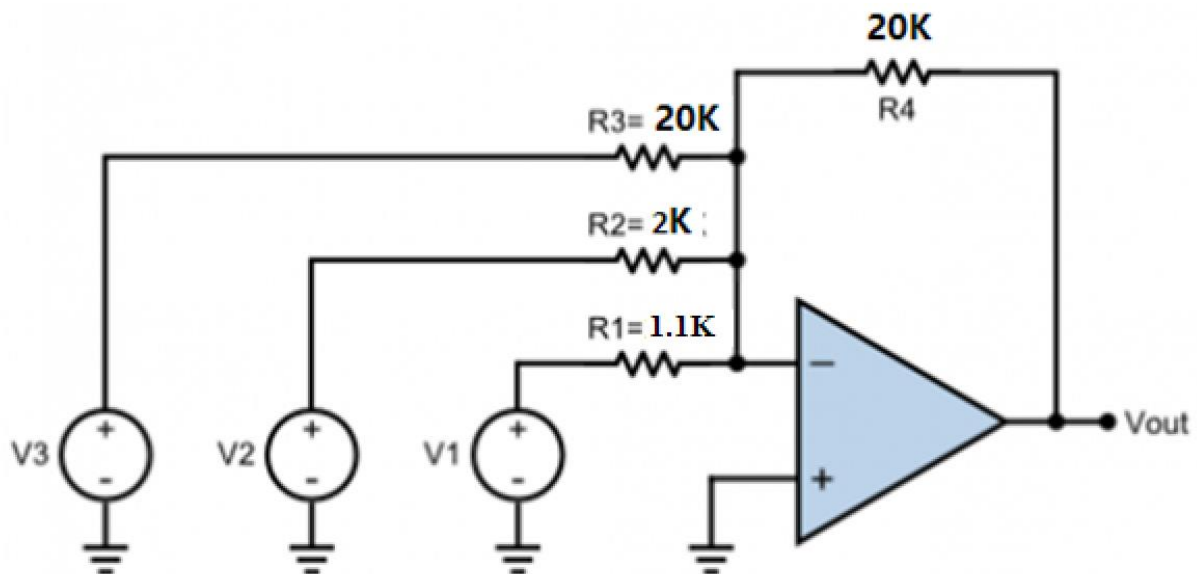 20K
R4
R3= 20K
R2= 2K :
R1= 1.1K
V3
+
-
V2
+
-
V1
+
-
−
+
Vout